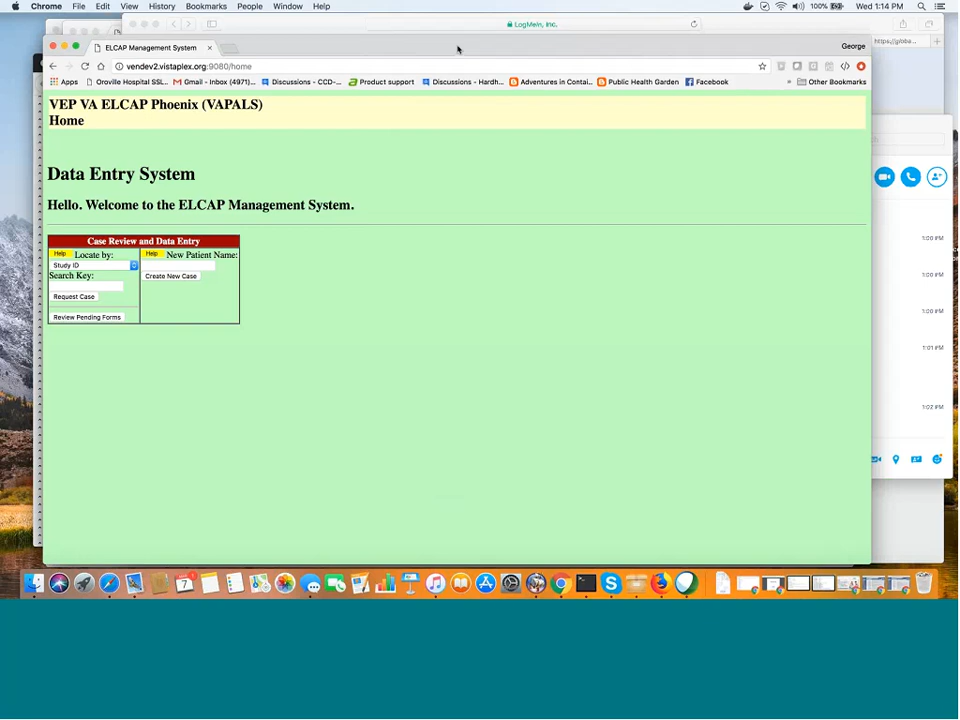 Chrome File Edit View History Bookmarks People Window Help 100% Wed 1:14 PM
LogMeIn, Inc.
ELCAP Management System × George https://globa...
vendev2.vistaplex.org:9080/home
Apps Oroville Hospital SSL... Gmail - Inbox (4971)... Discussions - CCD-... Product support Discussions - Hardh... Adventures in Contai... Public Health Garden Facebook » Other Bookmarks
VEP VA ELCAP Phoenix (VAPALS)
Home
Data Entry System
Hello. Welcome to the ELCAP Management System.
Case Review and Data Entry
Help Locate by:
Study ID
Search Key:
Request Case
Review Pending Forms
Help New Patient Name:
Create New Case
1:00 PM
1:00 PM
1:00 PM
1:01 PM
1:02 PM
7